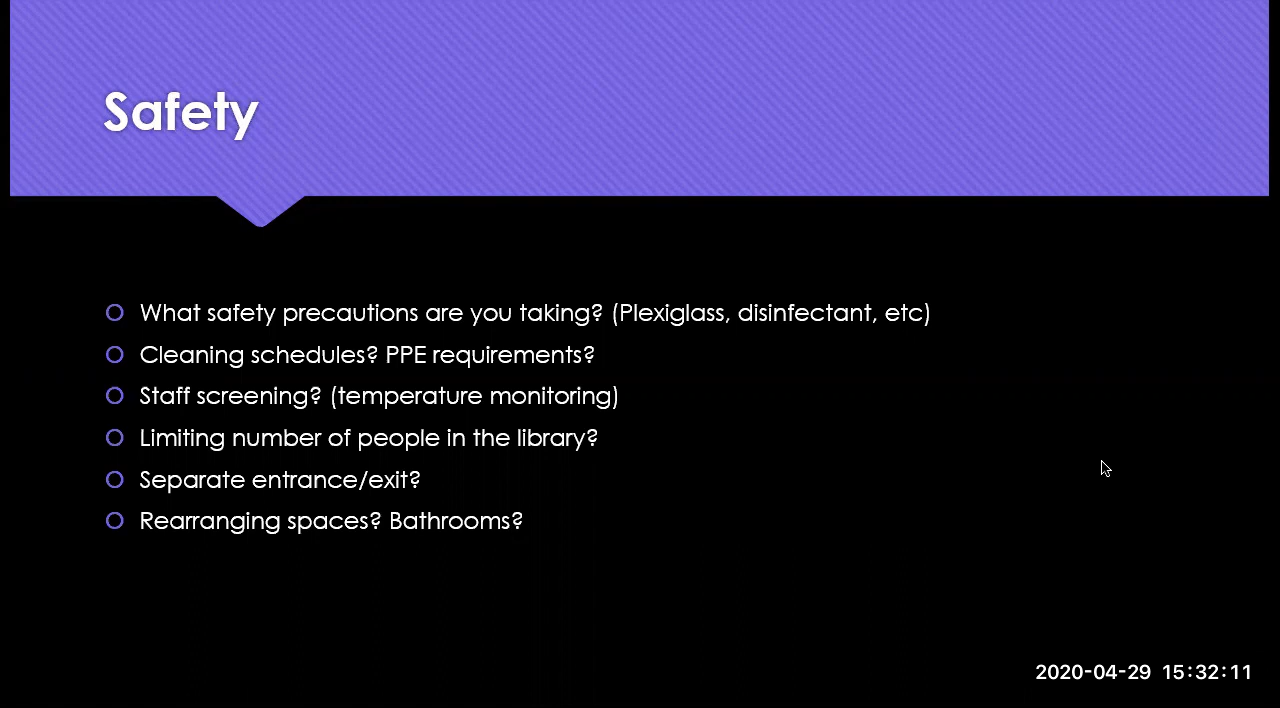 Safety
What safety precautions are you taking? (Plexiglass, disinfectant, etc)
Cleaning schedules? PPE requirements?
Staff screening? (temperature monitoring)
Limiting number of people in the library?
Separate entrance/exit?
Rearranging spaces? Bathrooms?
2020-04-29 15:32:11